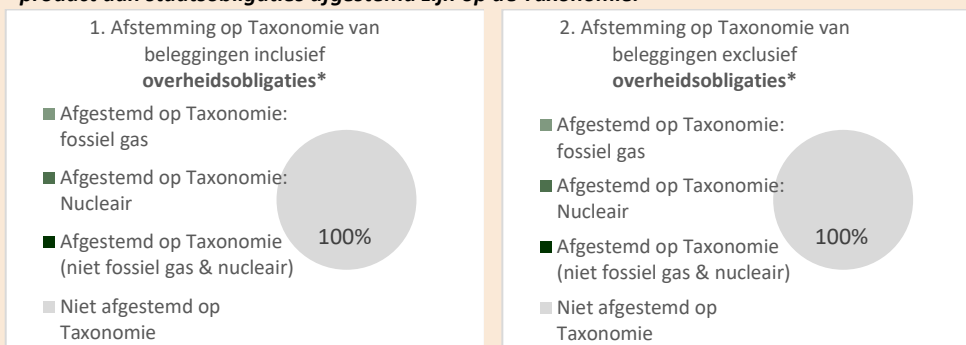 product aan staatsobligaties afgestemd zijn op de Taxonomie.
1. Afstemming op Taxonomie van
beleggingen inclusief
overheidsobligaties*
Afgestemd op Taxonomie:
fossiel gas
Afgestemd op Taxonomie:
Nucleair
Afgestemd op Taxonomie
(niet fossiel gas & nucleair)
Niet afgestemd op
Taxonomie
100%
2. Afstemming op Taxonomie van
beleggingen exclusief
overheidsobligaties*
Afgestemd op Taxonomie:
fossiel gas
Afgestemd op Taxonomie:
Nucleair
Afgestemd op Taxonomie
(niet fossiel gas & nucleair)
Niet afgestemd op
Taxonomie
100%